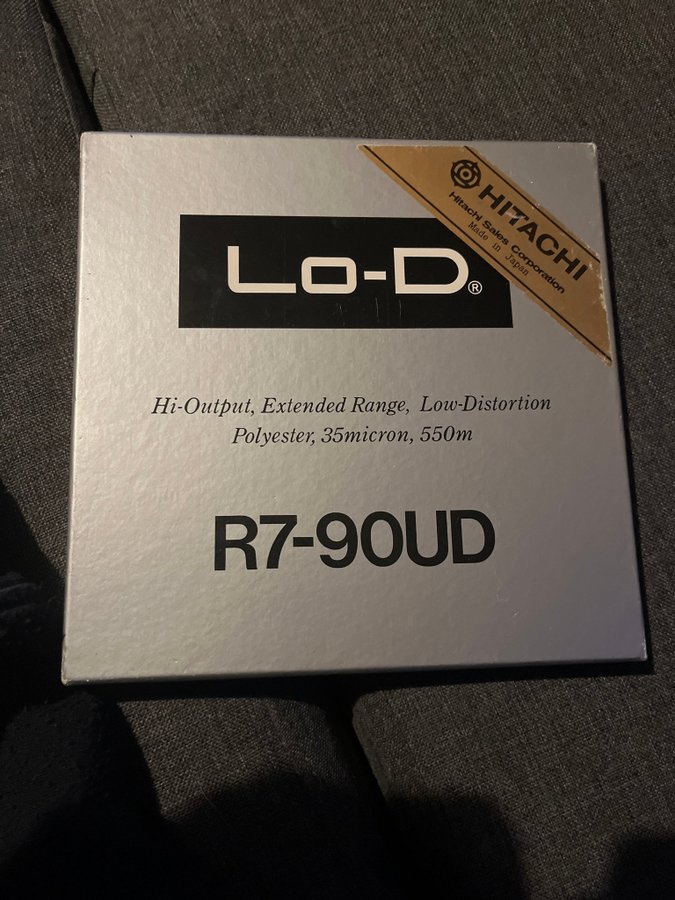 HITACHI
Hitachi Sales Corporation
Made in Japan
Lo-D®
Hi-Output, Extended Range, Low-Distortion
Polyester, 35micron, 550m
R7-90UD